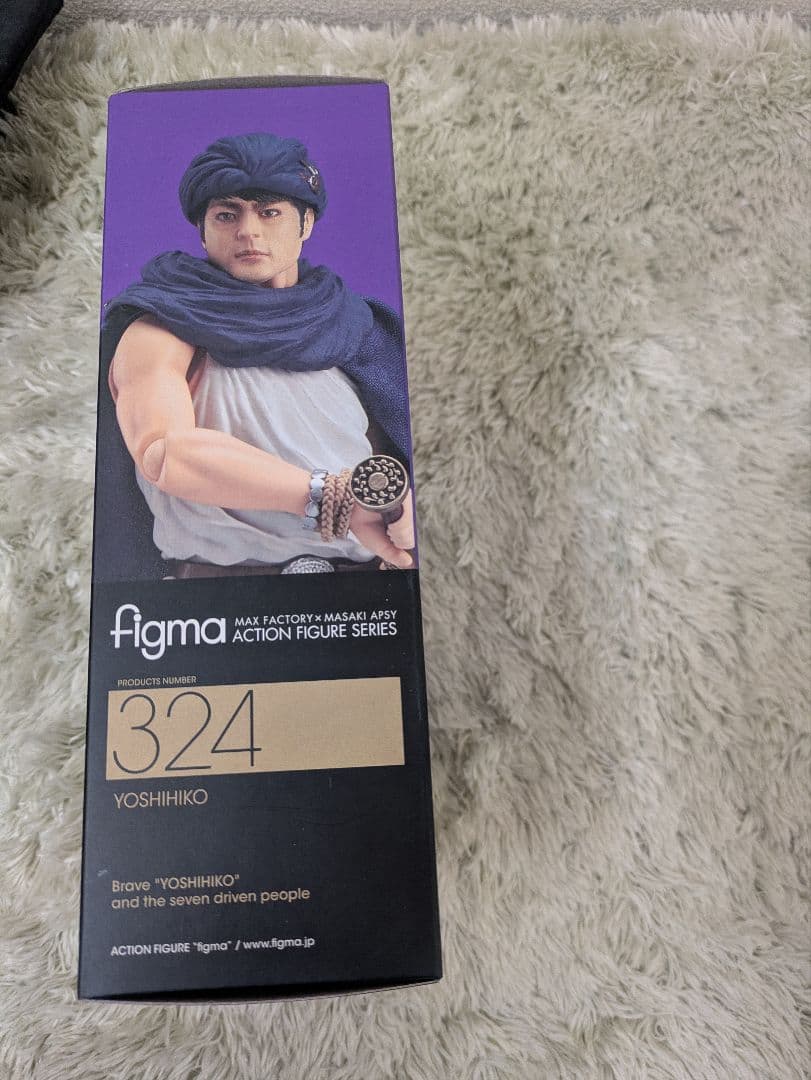 figma
MAX FACTORY × MASAKI APSY
ACTION FIGURE SERIES
PRODUCTS NUMBER
324
YOSHIHIKO
Brave "YOSHIHIKO"
and the seven driven people
ACTION FIGURE "figma" / www.figma.jp